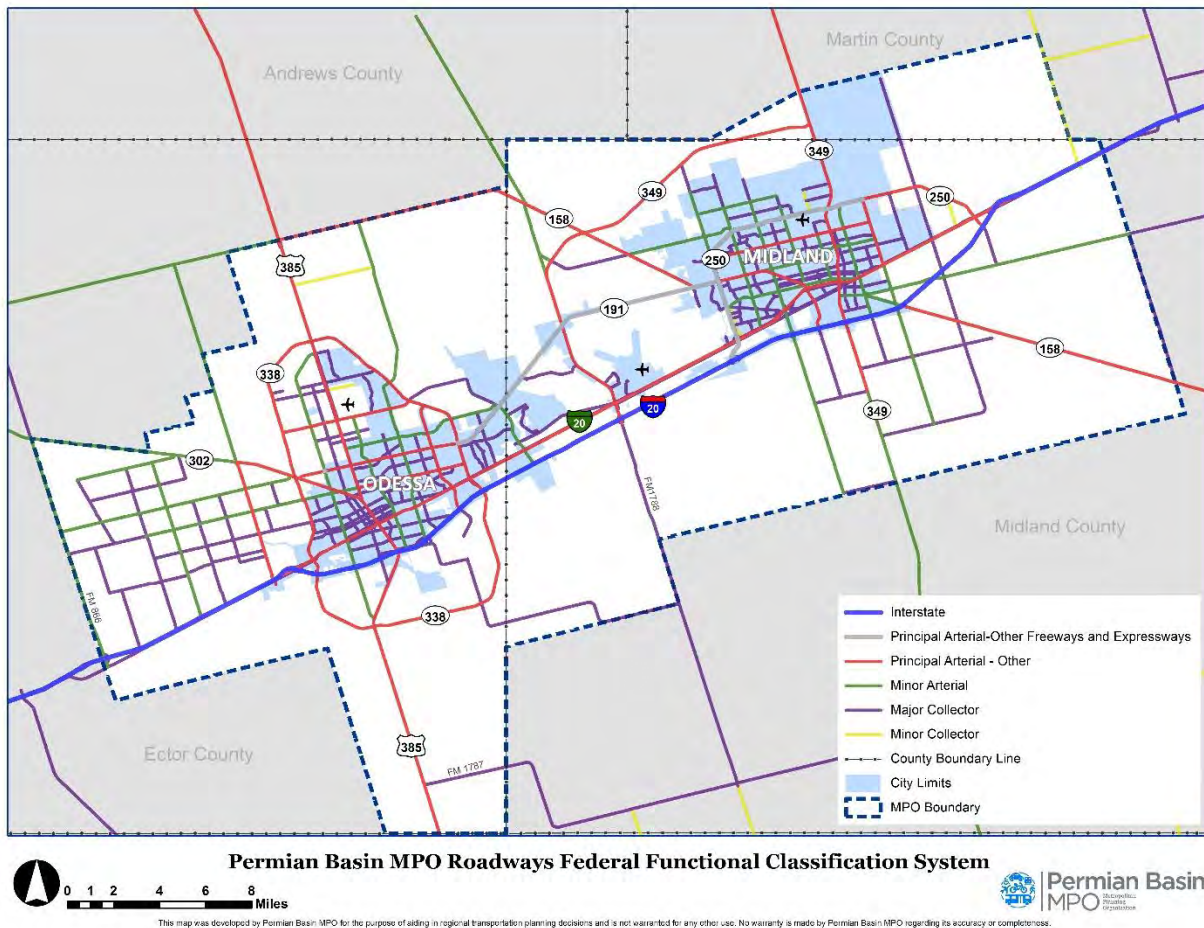 Martin County
Andrews County
349
385
349
158
250
250
MIDLAND
191
338
158
20
20
349
302
ODESSA
FM1788
Midland County
FM 866
338
385
FM 1787
Ector County
Interstate
Principal Arterial-Other Freeways and Expressways
Principal Arterial - Other
Minor Arterial
Major Collector
Minor Collector
County Boundary Line
City Limits
MPO Boundary
Permian Basin MPO Roadways Federal Functional Classification System
0 1 2 4 6 8
Miles
Permian Basin
MPO Metropolitan
Planning
Organization
This map was developed by Permian Basin MPO for the purpose of aiding in regional transportation planning decisions and is not warranted for any other use. No warranty is made by Permian Basin MPO regarding its accuracy or completeness.